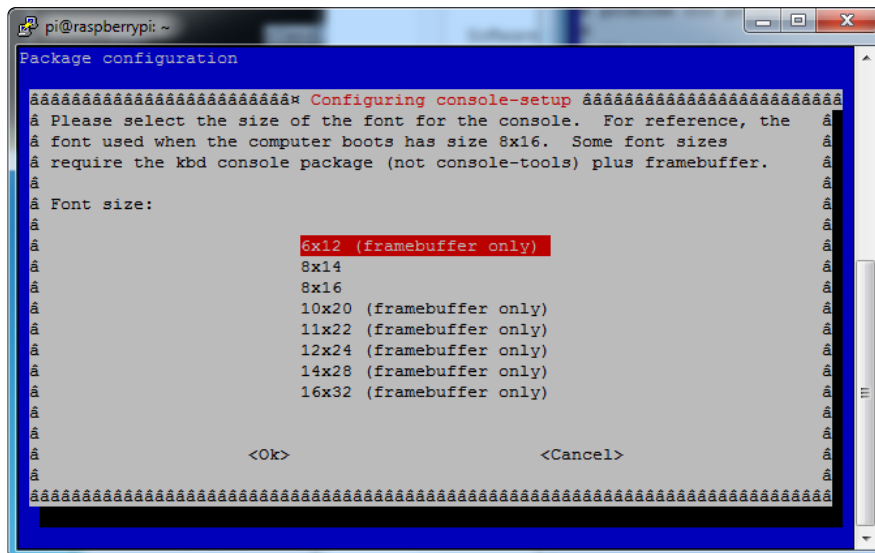 pi@raspberrypi: ~
Package configuration
âââââââââââââââââââââââââ¤ Configuring console-setup âââââââââââââââââââââââââ
â Please select the size of the font for the console.  For reference, the â
â font used when the computer boots has size 8x16.  Some font sizes â
â require the kbd console package (not console-tools) plus framebuffer. â
â â
â Font size: â
â â
â 6x12 (framebuffer only) â
â 8x14 â
â 8x16 â
â 10x20 (framebuffer only) â
â 11x22 (framebuffer only) â
â 12x24 (framebuffer only) â
â 14x28 (framebuffer only) â
â 16x32 (framebuffer only) â
â â
â â
â <Ok> <Cancel> â
â â
âââââââââââââââââââââââââââââââââââââââââââââââââââââââââââââââââââââââââââââ